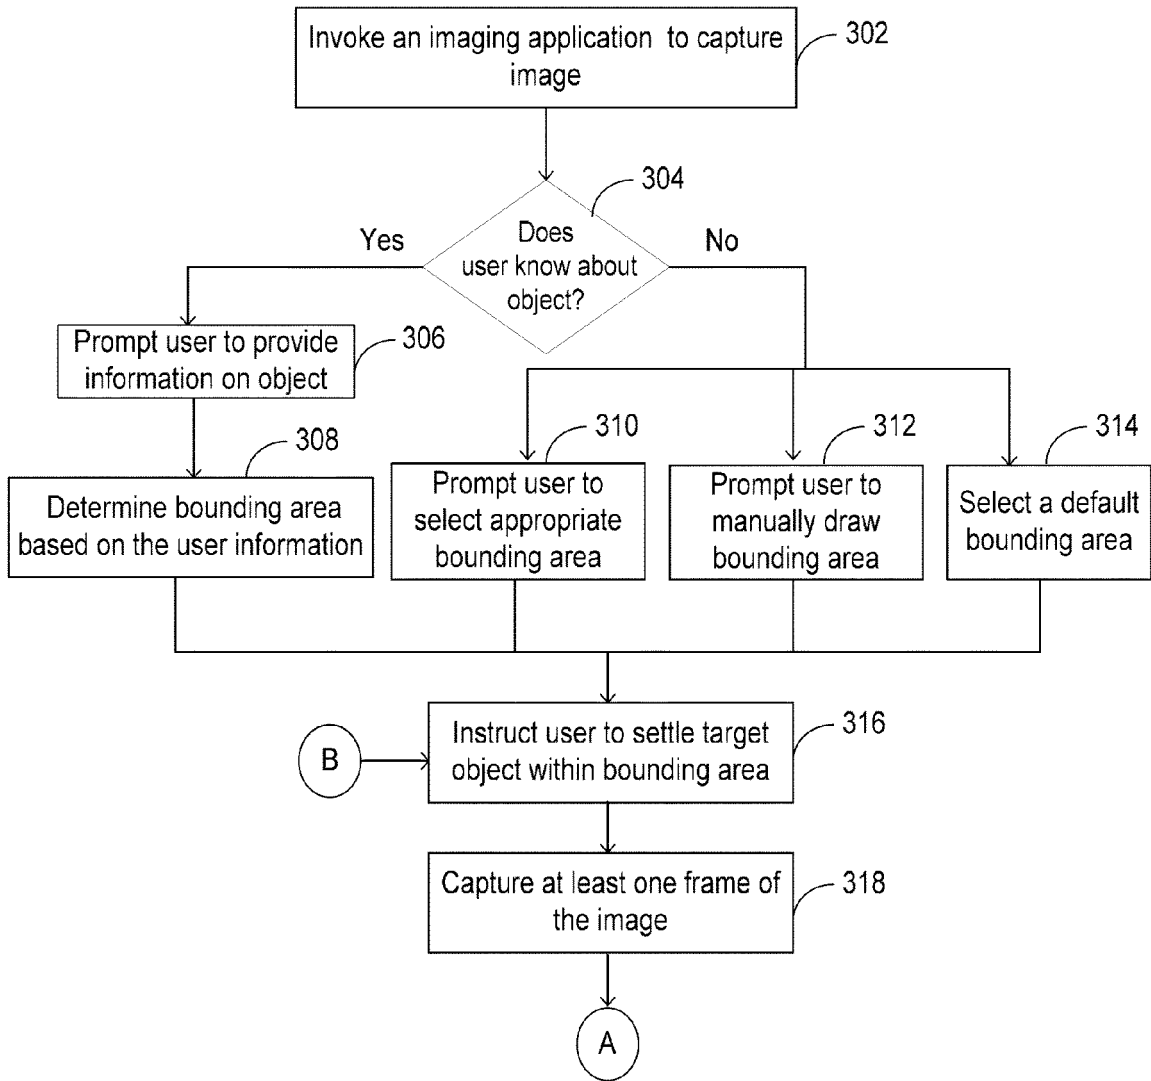 Invoke an imaging application to capture
image
302
304
Does
user know about
object?
Yes
No
Prompt user to provide
information on object
306
308
310
312
314
Determine bounding area
based on the user information
Prompt user to
select appropriate
bounding area
Prompt user to
manually draw
bounding area
Select a default
bounding area
Instruct user to settle target
object within bounding area
316
B
Capture at least one frame of
the image
318
A